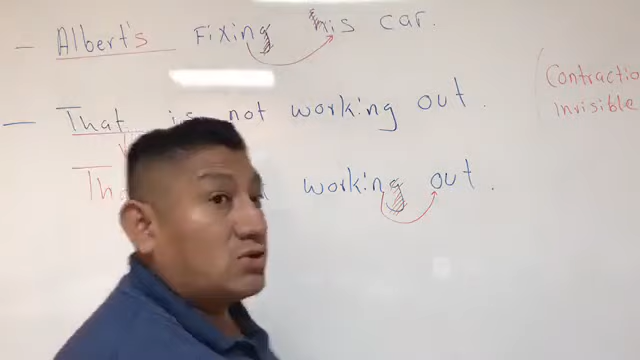 — Albert's Fixing his car.
— That is not working out.
working out.
Contractio
Invisible